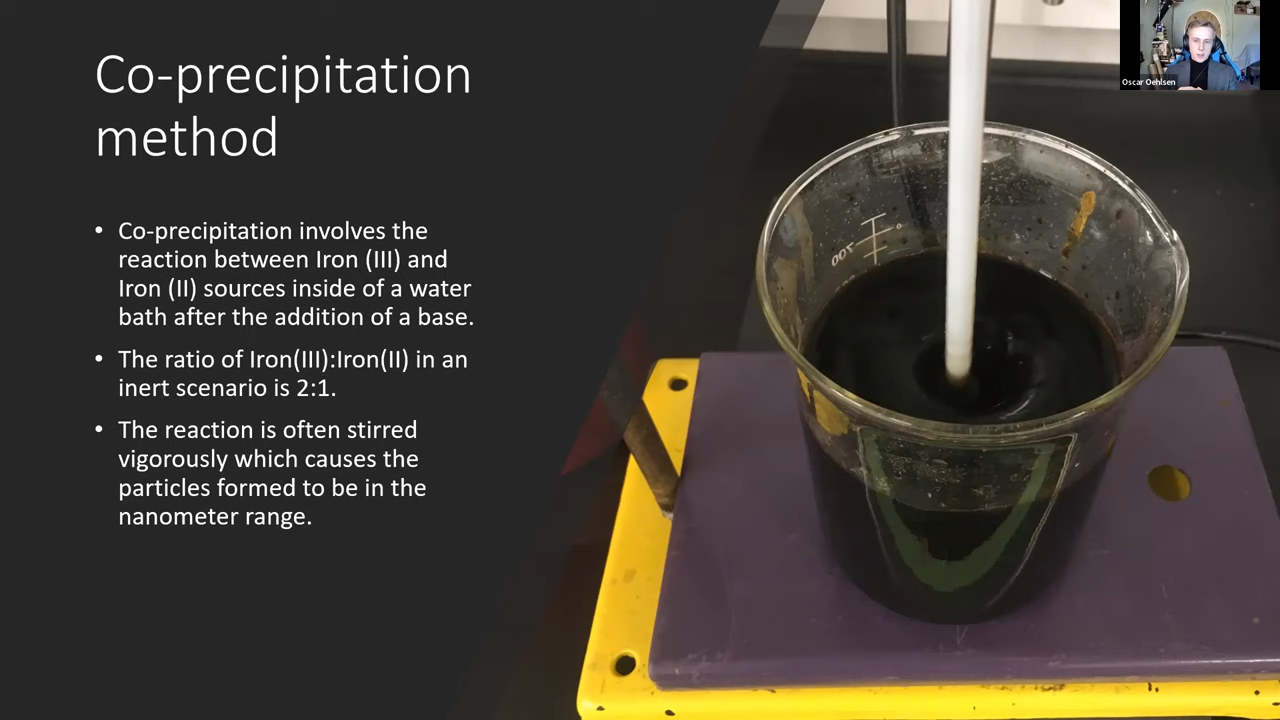 Co-precipitation
method
• Co-precipitation involves the
reaction between Iron (III) and
Iron (II) sources inside of a water
bath after the addition of a base.
• The ratio of Iron(III):Iron(II) in an
inert scenario is 2:1.
• The reaction is often stirred
vigorously which causes the
particles formed to be in the
nanometer range.
Oscar Oehlsen
700